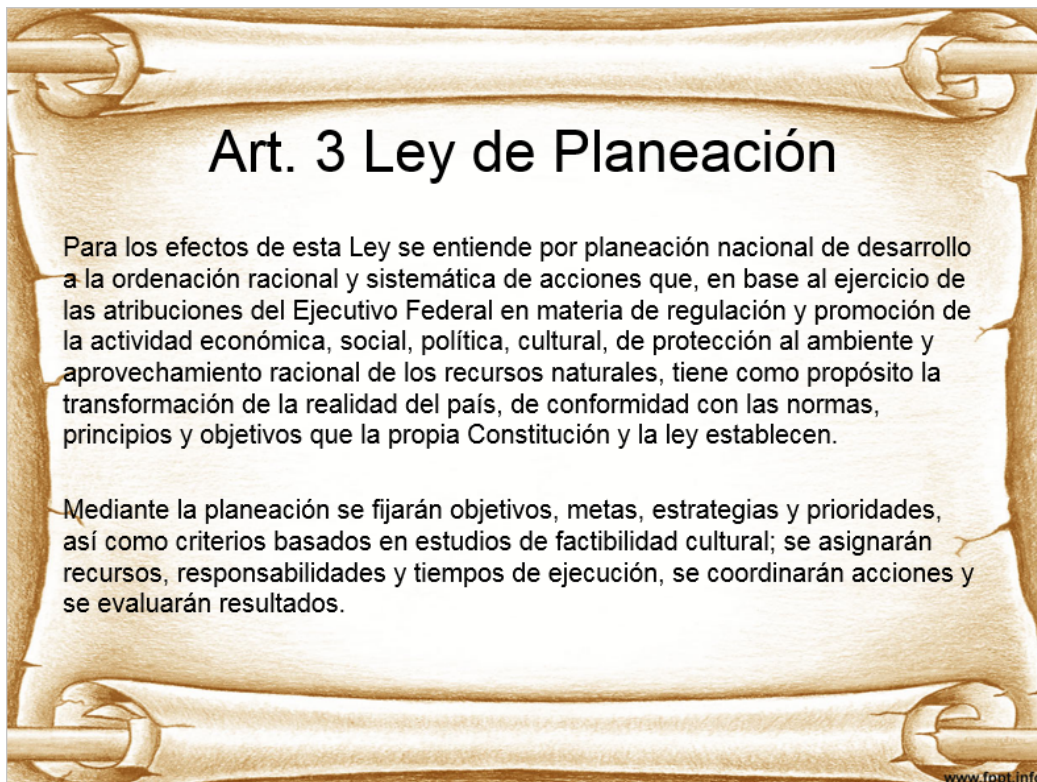 Art. 3 Ley de Planeación
Para los efectos de esta Ley se entiende por planeación nacional de desarrollo
a la ordenación racional y sistemática de acciones que, en base al ejercicio de
las atribuciones del Ejecutivo Federal en materia de regulación y promoción de
la actividad económica, social, política, cultural, de protección al ambiente y
aprovechamiento racional de los recursos naturales, tiene como propósito la
transformación de la realidad del país, de conformidad con las normas,
principios y objetivos que la propia Constitución y la ley establecen.
Mediante la planeación se fijarán objetivos, metas, estrategias y prioridades,
así como criterios basados en estudios de factibilidad cultural; se asignarán
recursos, responsabilidades y tiempos de ejecución, se coordinarán acciones y
se evaluarán resultados.
www.fppt.info